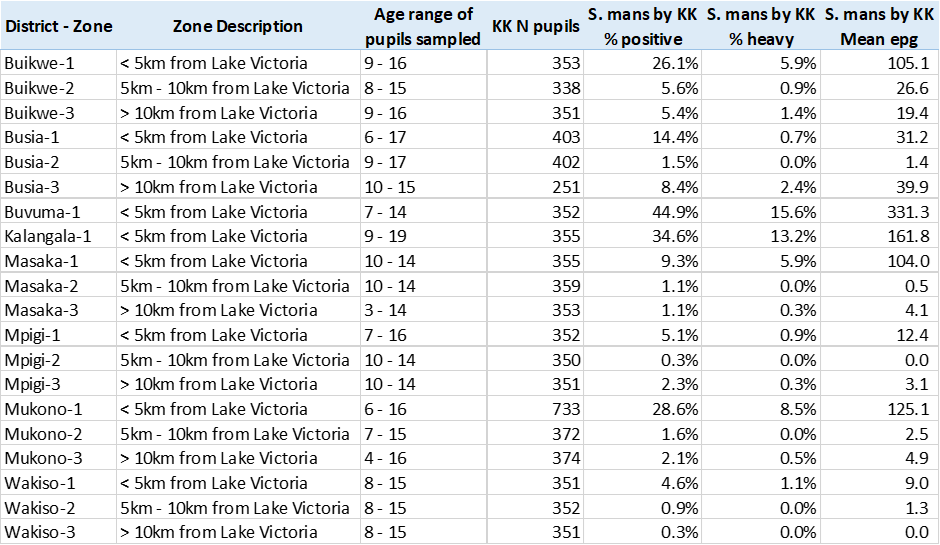 District - Zone Zone Description Age range of pupils sampled KK N pupils S. mans by KK % positive S. mans by KK % heavy S. mans by KK Mean epg
Buikwe-1 < 5km from Lake Victoria 9 - 16 353 26.1% 5.9% 105.1
Buikwe-2 5km - 10km from Lake Victoria 8 - 15 338 5.6% 0.9% 26.6
Buikwe-3 > 10km from Lake Victoria 9 - 16 351 5.4% 1.4% 19.4
Busia-1 < 5km from Lake Victoria 6 - 17 403 14.4% 0.7% 31.2
Busia-2 5km - 10km from Lake Victoria 9 - 17 402 1.5% 0.0% 1.4
Busia-3 > 10km from Lake Victoria 10 - 15 251 8.4% 2.4% 39.9
Buvuma-1 < 5km from Lake Victoria 7 - 14 352 44.9% 15.6% 331.3
Kalangala-1 < 5km from Lake Victoria 9 - 19 355 34.6% 13.2% 161.8
Masaka-1 < 5km from Lake Victoria 10 - 14 355 9.3% 5.9% 104.0
Masaka-2 5km - 10km from Lake Victoria 10 - 14 359 1.1% 0.0% 0.5
Masaka-3 > 10km from Lake Victoria 3 - 14 353 1.1% 0.3% 4.1
Mpigi-1 < 5km from Lake Victoria 7 - 16 352 5.1% 0.9% 12.4
Mpigi-2 5km - 10km from Lake Victoria 10 - 14 350 0.3% 0.0% 0.0
Mpigi-3 > 10km from Lake Victoria 10 - 14 351 2.3% 0.3% 3.1
Mukono-1 < 5km from Lake Victoria 6 - 16 733 28.6% 8.5% 125.1
Mukono-2 5km - 10km from Lake Victoria 7 - 15 372 1.6% 0.0% 2.5
Mukono-3 > 10km from Lake Victoria 4 - 16 374 2.1% 0.5% 4.9
Wakiso-1 < 5km from Lake Victoria 8 - 15 351 4.6% 1.1% 9.0
Wakiso-2 5km - 10km from Lake Victoria 8 - 15 352 0.9% 0.0% 1.3
Wakiso-3 > 10km from Lake Victoria 8 - 15 351 0.3% 0.0% 0.0